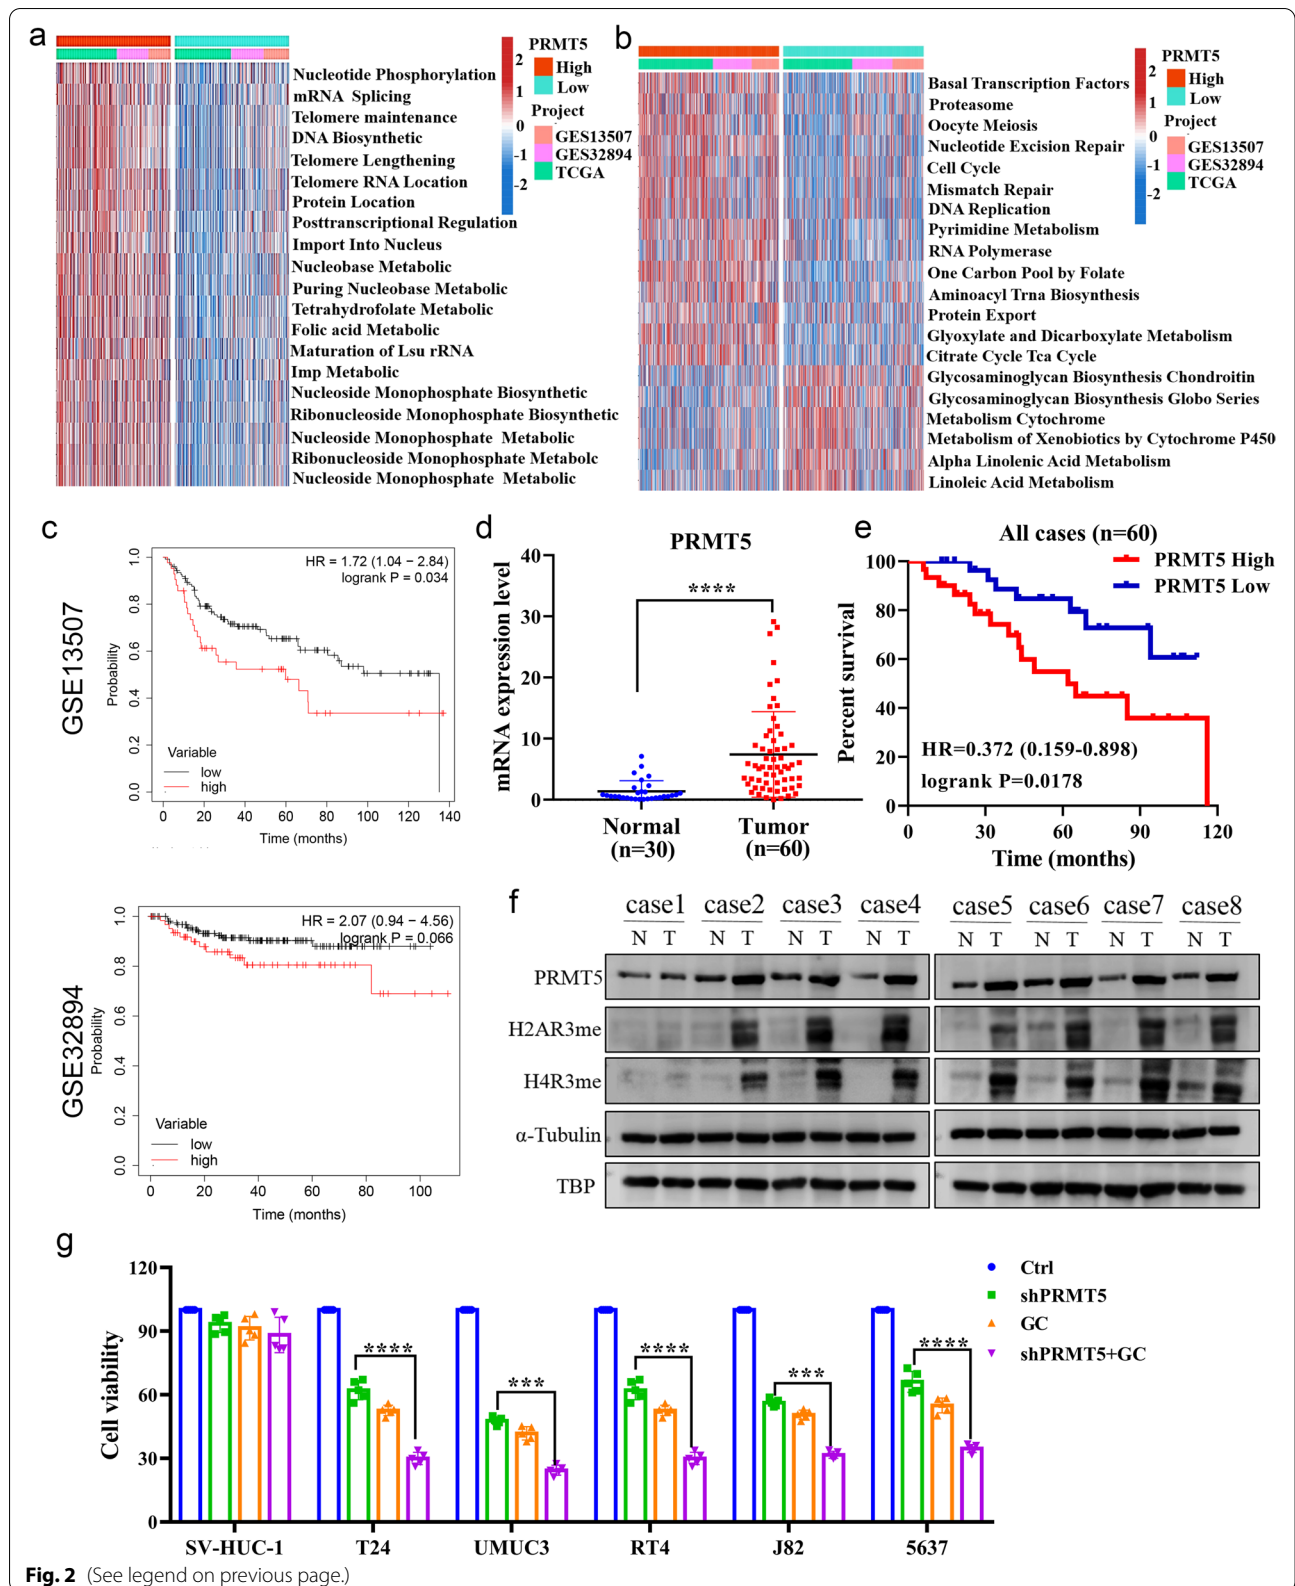 a
PRMT5
High
Low
Project
GES13507
GES32894
TCGA
2
1
0
-1
-2
Nucleotide Phosphorylation
mRNA Splicing
Telomere maintenance
DNA Biosynthetic
Telomere Lengthening
Telomere RNA Location
Protein Location
Posttranscriptional Regulation
Import Into Nucleus
Nucleobase Metabolic
Puring Nucleobase Metabolic
Tetrahydrofolate Metabolic
Folic acid Metabolic
Maturation of Lsu rRNA
Imp Metabolic
Nucleoside Monophosphate Biosynthetic
Ribonucleoside Monophosphate Biosynthetic
Nucleoside Monophosphate Metabolic
Ribonucleoside Monophosphate Metabolc
Nucleoside Monophosphate Metabolic
b
PRMT5
High
Low
Project
GES13507
GES32894
TCGA
2
1
0
-1
-2
Basal Transcription Factors
Proteasome
Oocyte Meiosis
Nucleotide Excision Repair
Cell Cycle
Mismatch Repair
DNA Replication
Pyrimidine Metabolism
RNA Polymerase
One Carbon Pool by Folate
Aminoacyl Trna Biosynthesis
Protein Export
Glyoxylate and Dicarboxylate Metabolism
Citrate Cycle Tca Cycle
Glycosaminoglycan Biosynthesis Chondroitin
Glycosaminoglycan Biosynthesis Globo Series
Metabolism Cytochrome
Metabolism of Xenobiotics by Cytochrome P450
Alpha Linolenic Acid Metabolism
Linoleic Acid Metabolism
c
GSE13507
HR = 1.72 (1.04 − 2.84)
logrank P = 0.034
Probability
1.0
0.8
0.6
0.4
0.2
0.0
Variable
low
high
0 20 40 60 80 100 120 140
Time (months)
GSE32894
HR = 2.07 (0.94 − 4.56)
logrank P = 0.066
Probability
1.0
0.8
0.6
0.4
0.2
0.0
Variable
low
high
0 20 40 60 80 100
Time (months)
d
PRMT5
mRNA expression level
40
30
20
10
0
****
Normal Tumor
(n=30) (n=60)
e
All cases (n=60)
PRMT5 High
PRMT5 Low
Percent survival
100
80
60
40
20
0
HR=0.372 (0.159-0.898)
logrank P=0.0178
0 30 60 90 120
Time (months)
f
case1 case2 case3 case4 case5 case6 case7 case8
N T N T N T N T N T N T N T N T
PRMT5
H2AR3me
H4R3me
α-Tubulin
TBP
g
Cell viability
120
90
60
30
0
**** *** **** *** ****
Ctrl
shPRMT5
GC
shPRMT5+GC
SV-HUC-1 T24 UMUC3 RT4 J82 5637
Fig. 2 (See legend on previous page.)